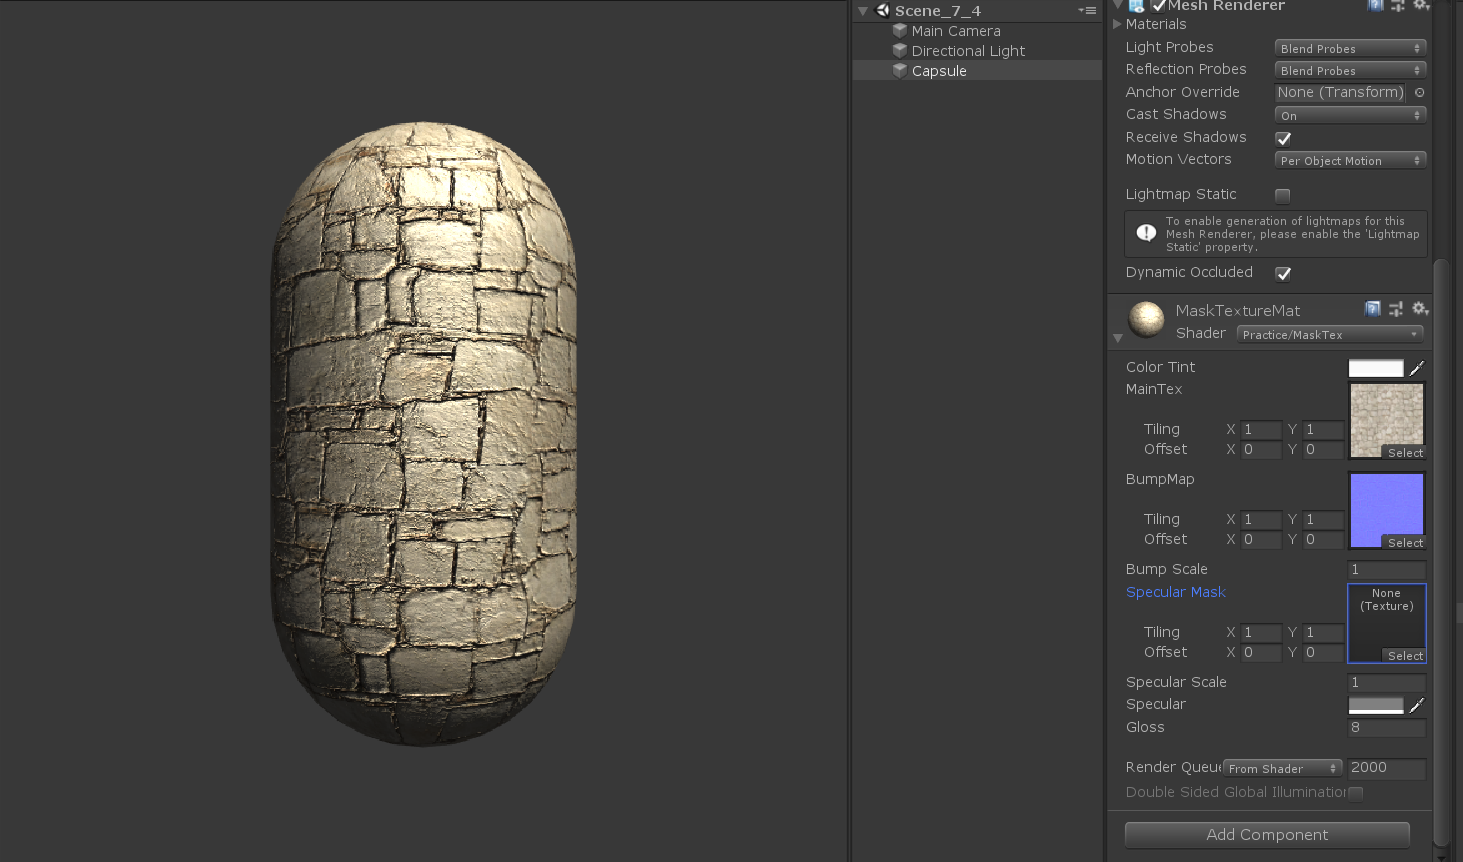 Scene_7_4
Main Camera
Directional Light
Capsule
Mesh Renderer
Materials
Light Probes Blend Probes
Reflection Probes Blend Probes
Anchor Override None (Transform)
Cast Shadows On
Receive Shadows
Motion Vectors Per Object Motion
Lightmap Static
To enable generation of lightmaps for this
Mesh Renderer, please enable the 'Lightmap
Static' property.
Dynamic Occluded
MaskTextureMat
Shader Practice/MaskTex
Color Tint
MainTex
Tiling X 1 Y 1
Offset X 0 Y 0
Select
BumpMap
Tiling X 1 Y 1
Offset X 0 Y 0
Select
Bump Scale 1
Specular Mask None
(Texture)
Tiling X 1 Y 1
Offset X 0 Y 0
Select
Specular Scale 1
Specular
Gloss 8
Render Queue From Shader 2000
Double Sided Global Illumination
Add Component